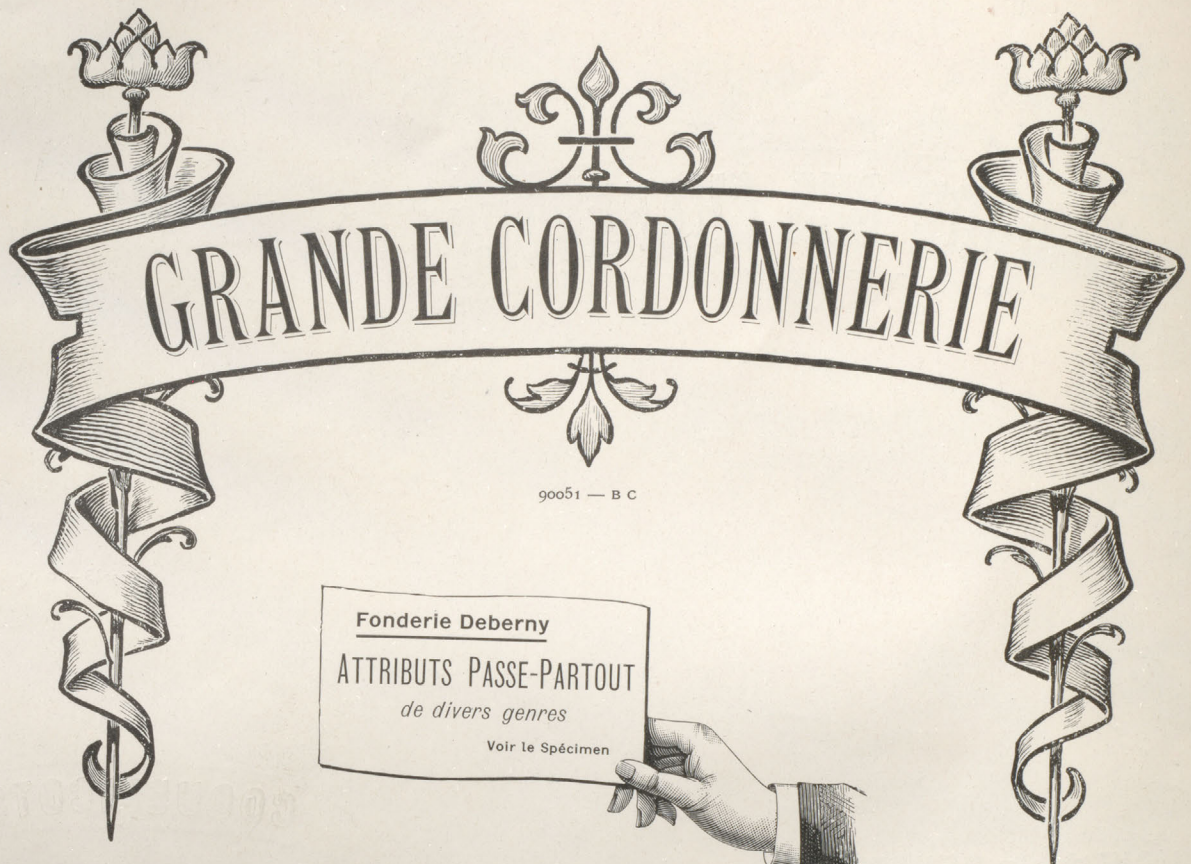 GRANDE CORDONNERIE
90051 — B C
Fonderie Deberny
ATTRIBUTS PASSE-PARTOUT
de divers genres
Voir le Spécimen